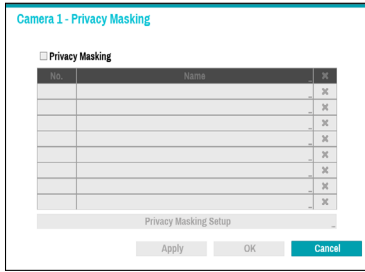 Camera 1 - Privacy Masking
Privacy Masking
No. Name
Privacy Masking Setup
Apply OK Cancel